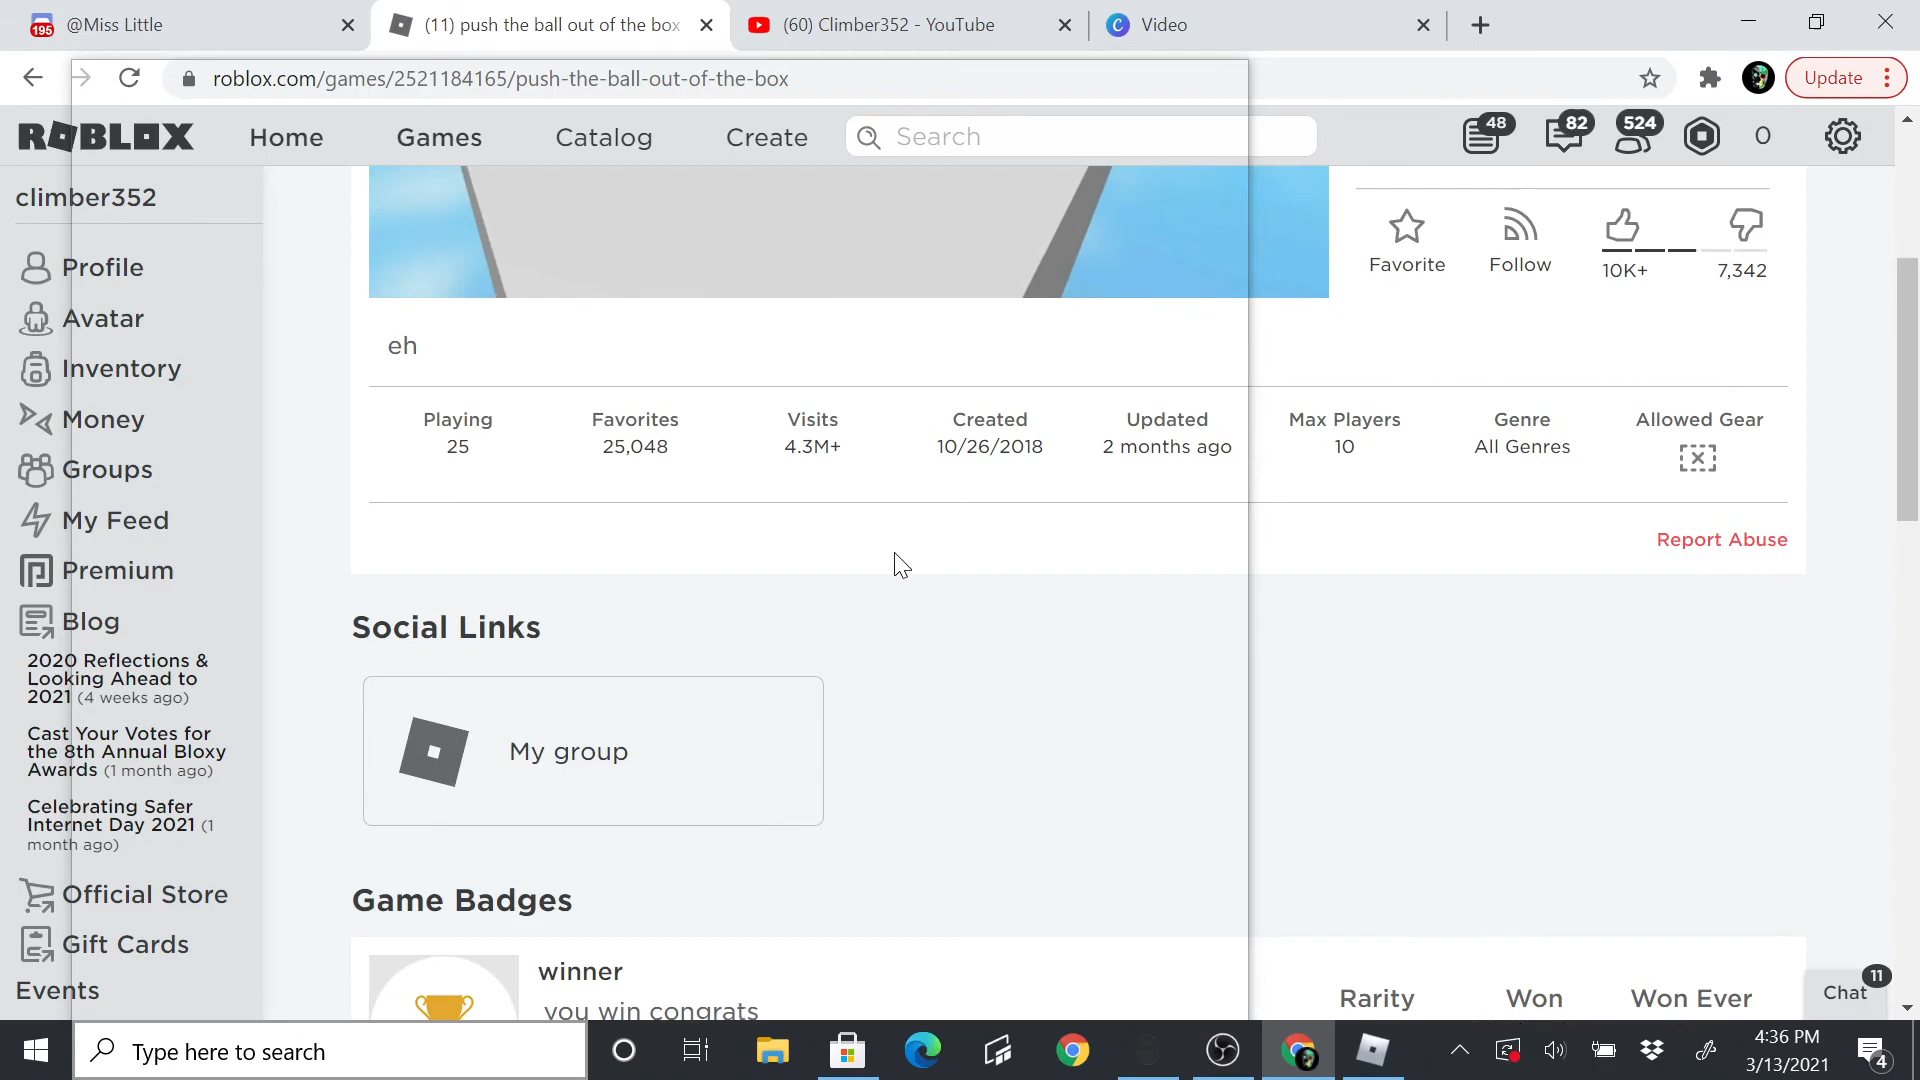 195
@Miss Little
(11) push the ball out of the box
(60) Climber352 - YouTube
C
Video
roblox.com/games/2521184165/push-the-ball-out-of-the-box
Update
ROBLOX
Home
Games
Catalog
Create
Search
48
82
524
0
climber352
Profile
Avatar
Inventory
Money
Groups
My Feed
Premium
Blog
2020 Reflections &
Looking Ahead to
2021 (4 weeks ago)
Cast Your Votes for
the 8th Annual Bloxy
Awards (1 month ago)
Celebrating Safer
Internet Day 2021 (1
month ago)
Official Store
Gift Cards
Events
Favorite
Follow
10K+
7,342
eh
Playing
25
Favorites
25,048
Visits
4.3M+
Created
10/26/2018
Updated
2 months ago
Max Players
10
Genre
All Genres
Allowed Gear
Report Abuse
Social Links
My group
Game Badges
winner
you win congrats
Rarity
Won
Won Ever
Chat
11
Type here to search
4:36 PM
3/13/2021
4